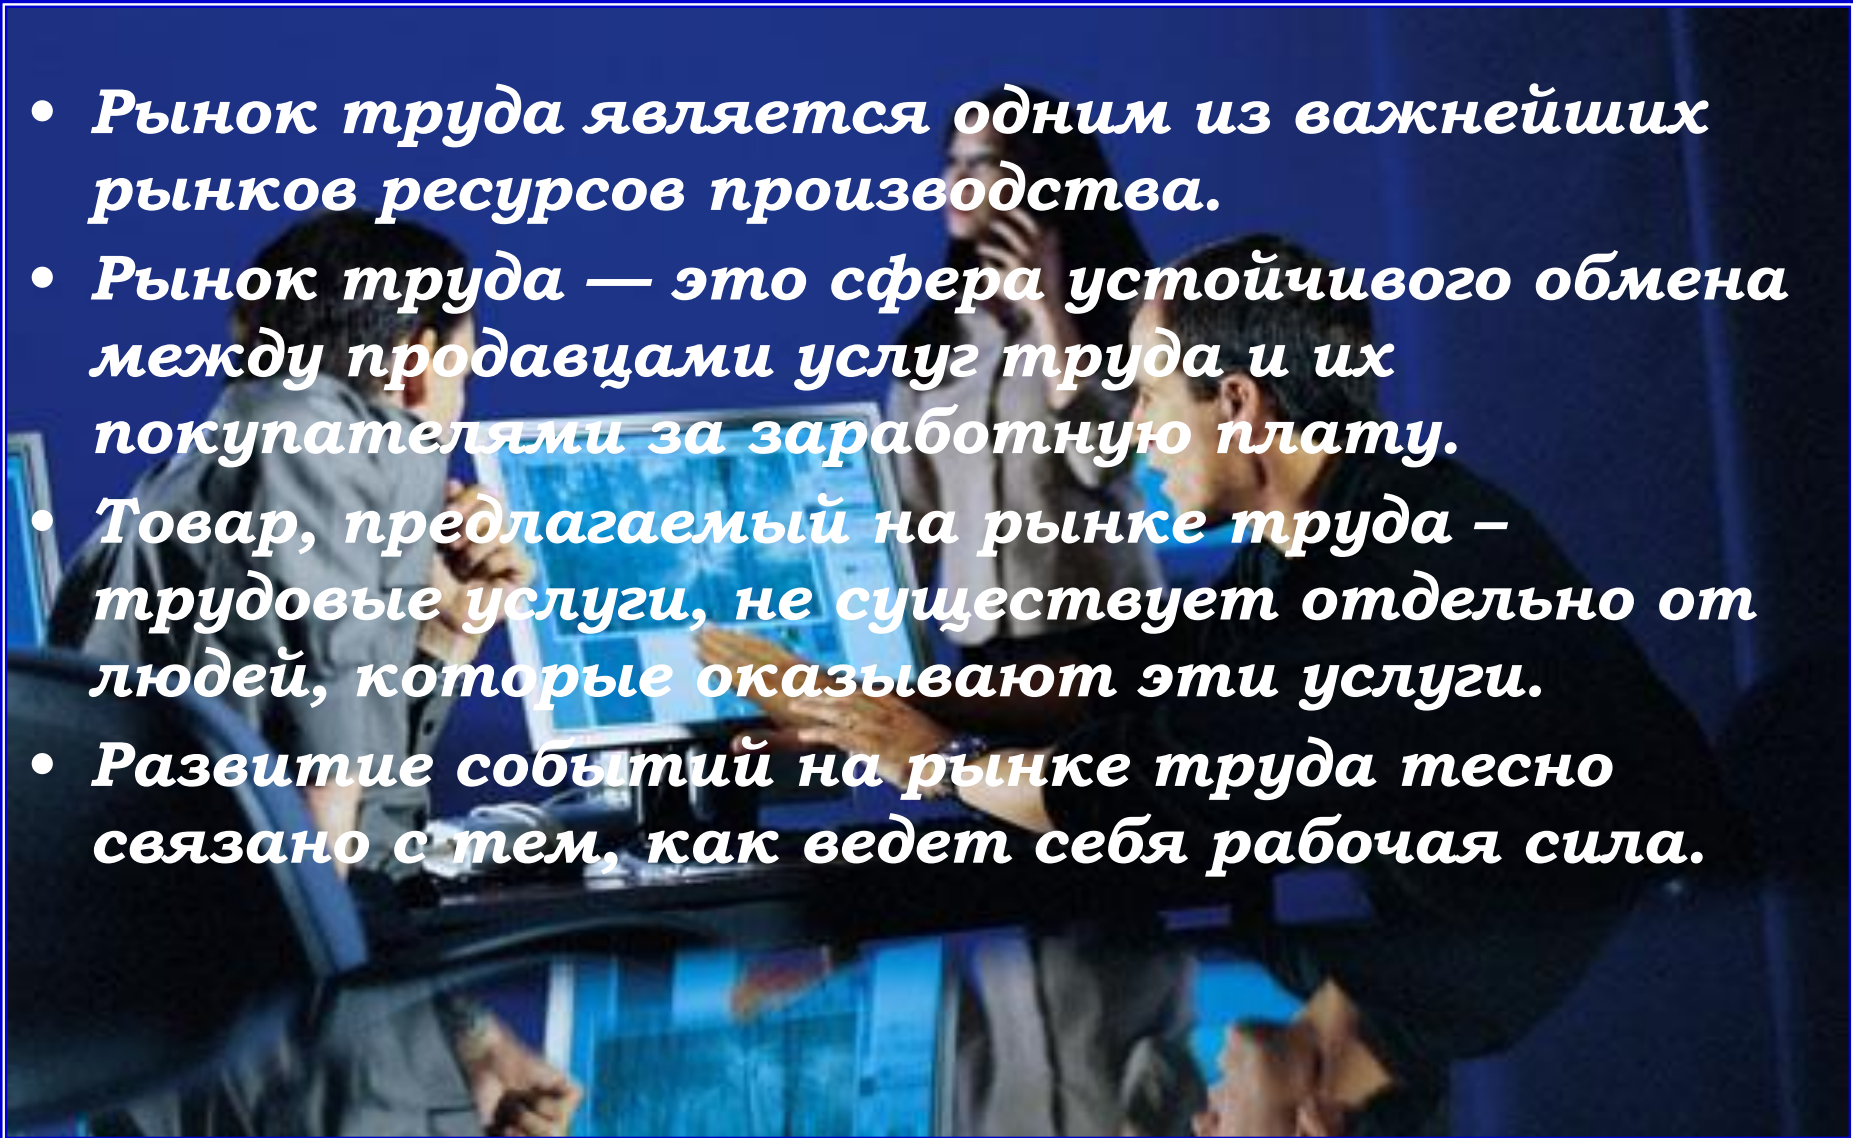 • Рынок труда является одним из важнейших
рынков ресурсов производства.
• Рынок труда — это сфера устойчивого обмена
между продавцами услуг труда и их
покупателями за заработную плату.
• Товар, предлагаемый на рынке труда –
трудовые услуги, не существует отдельно от
людей, которые оказывают эти услуги.
• Развитие событий на рынке труда тесно
связано с тем, как ведет себя рабочая сила.